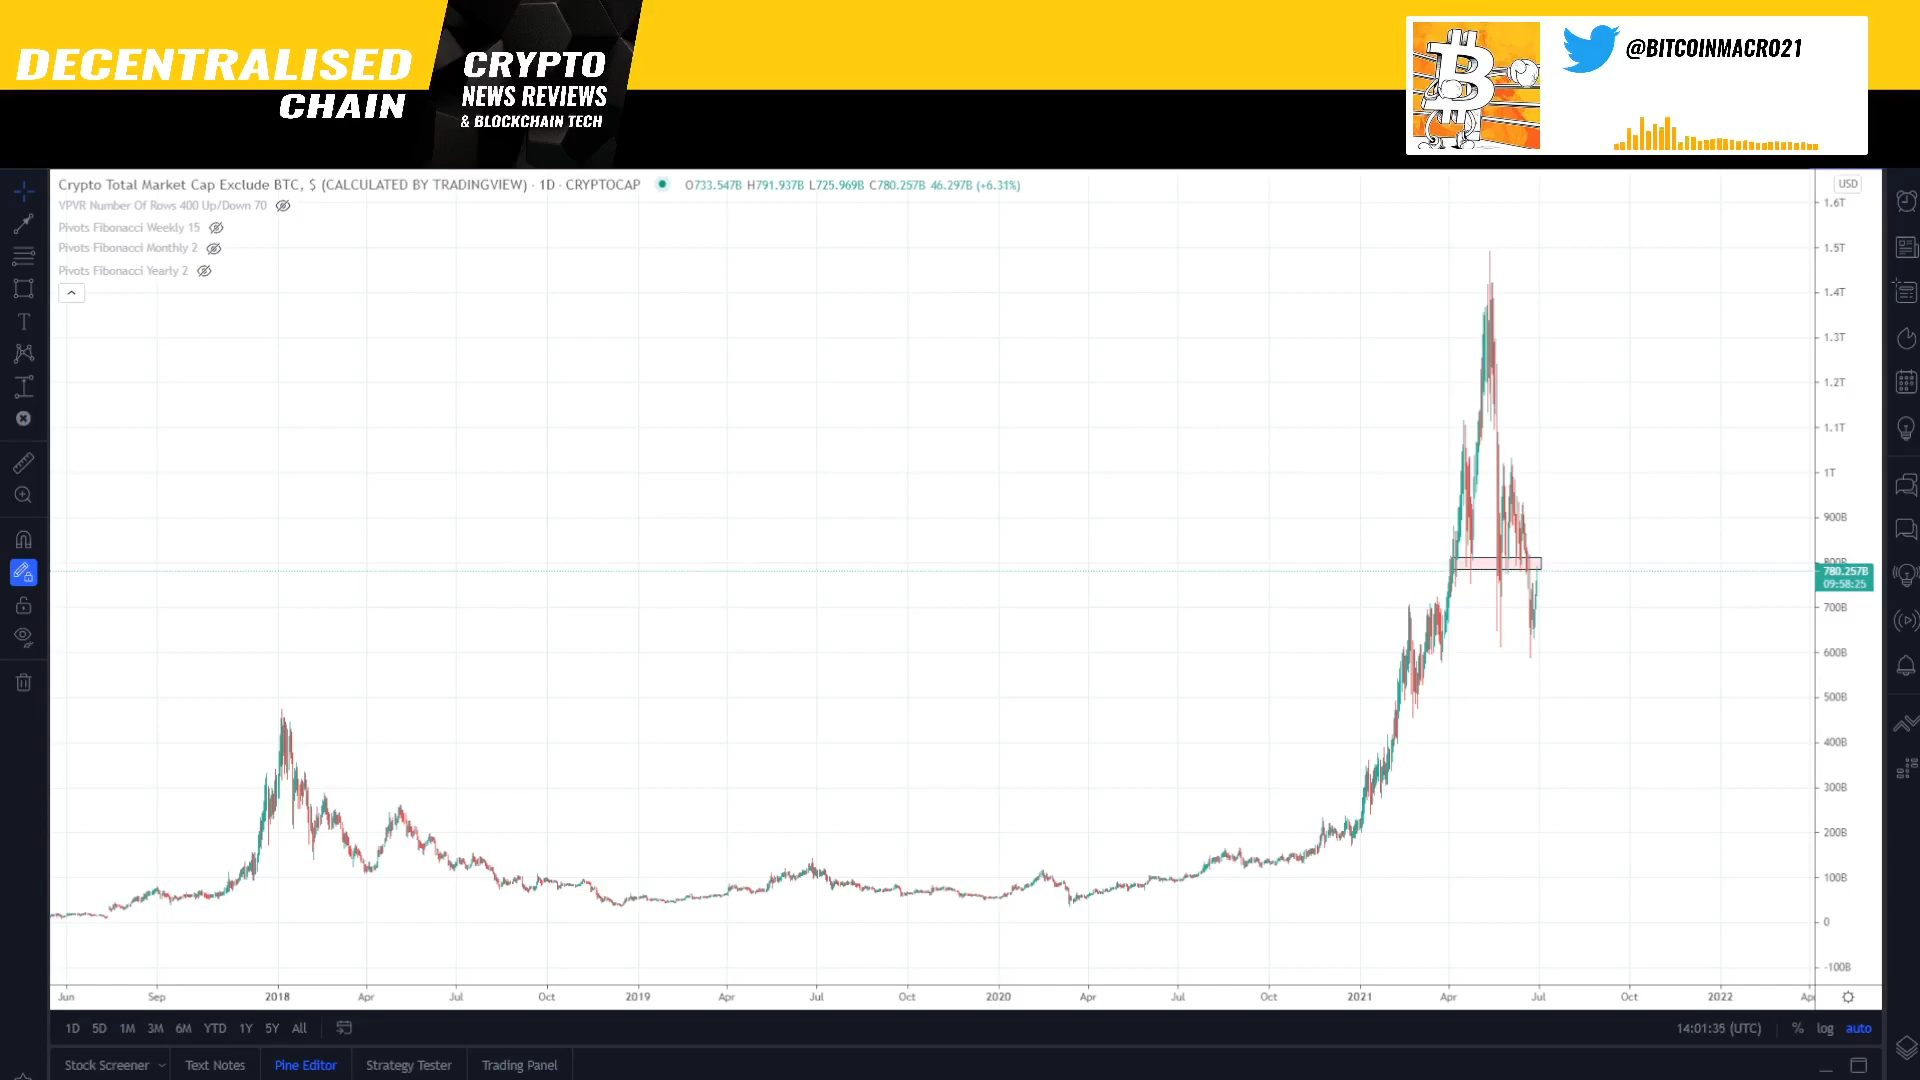 DECENTRALISED
CHAIN
CRYPTO
NEWS REVIEWS
& BLOCKCHAIN TECH
@BITCOINMACRO21
Crypto Total Market Cap Exclude BTC, $ (CALCULATED BY TRADINGVIEW) · 1D · CRYPTOCAP O733.547B H791.937B L725.969B C780.257B 46.297B (+6.31%)
VPVR Number Of Rows 400 Up/Down 70
Pivots Fibonacci Weekly 15
Pivots Fibonacci Monthly 2
Pivots Fibonacci Yearly 2
USD
1.6T
1.5T
1.4T
1.3T
1.2T
1.1T
1T
900B
800B
780.257B
09:58:25
700B
600B
500B
400B
300B
200B
100B
0
-100B
Jun Sep 2018 Apr Jul Oct 2019 Apr Jul Oct 2020 Apr Jul Oct 2021 Apr Jul Oct 2022 Ap
1D 5D 1M 3M 6M YTD 1Y 5Y All 14:01:35 (UTC) % log auto
Stock Screener Text Notes Pine Editor Strategy Tester Trading Panel